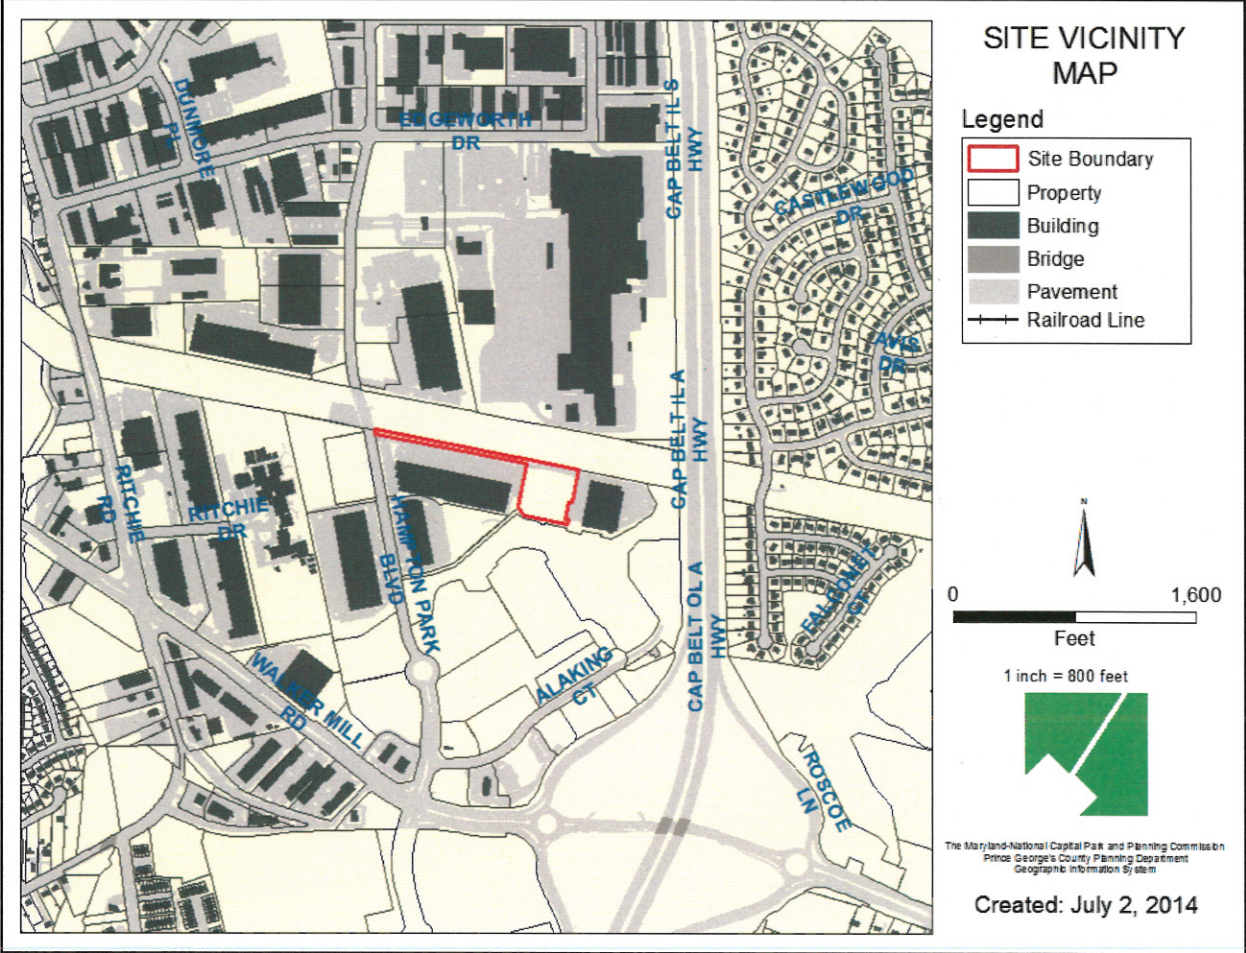 SITE VICINITY
MAP
Legend
Site Boundary
Property
Building
Bridge
Pavement
Railroad Line
N
0 1,600
Feet
1 inch = 800 feet
The Maryland-National Capital Park and Planning Commission
Prince George's County Planning Department
Geographic Information System
Created: July 2, 2014
DUNMORE
PL
EDGEWORTH
DR
CAP BELT IL S
HWY
CASTLEWOOD
DR
AVIS
DR
CAP BELT IL A
HWY
RITCHIE
RD
RITCHIE
DR
HAMPTON PARK
BLVD
FALCONET
CT
CAP BELT OL A
HWY
WALKER MILL
RD
ALAKING
CT
ROSCOE
LN